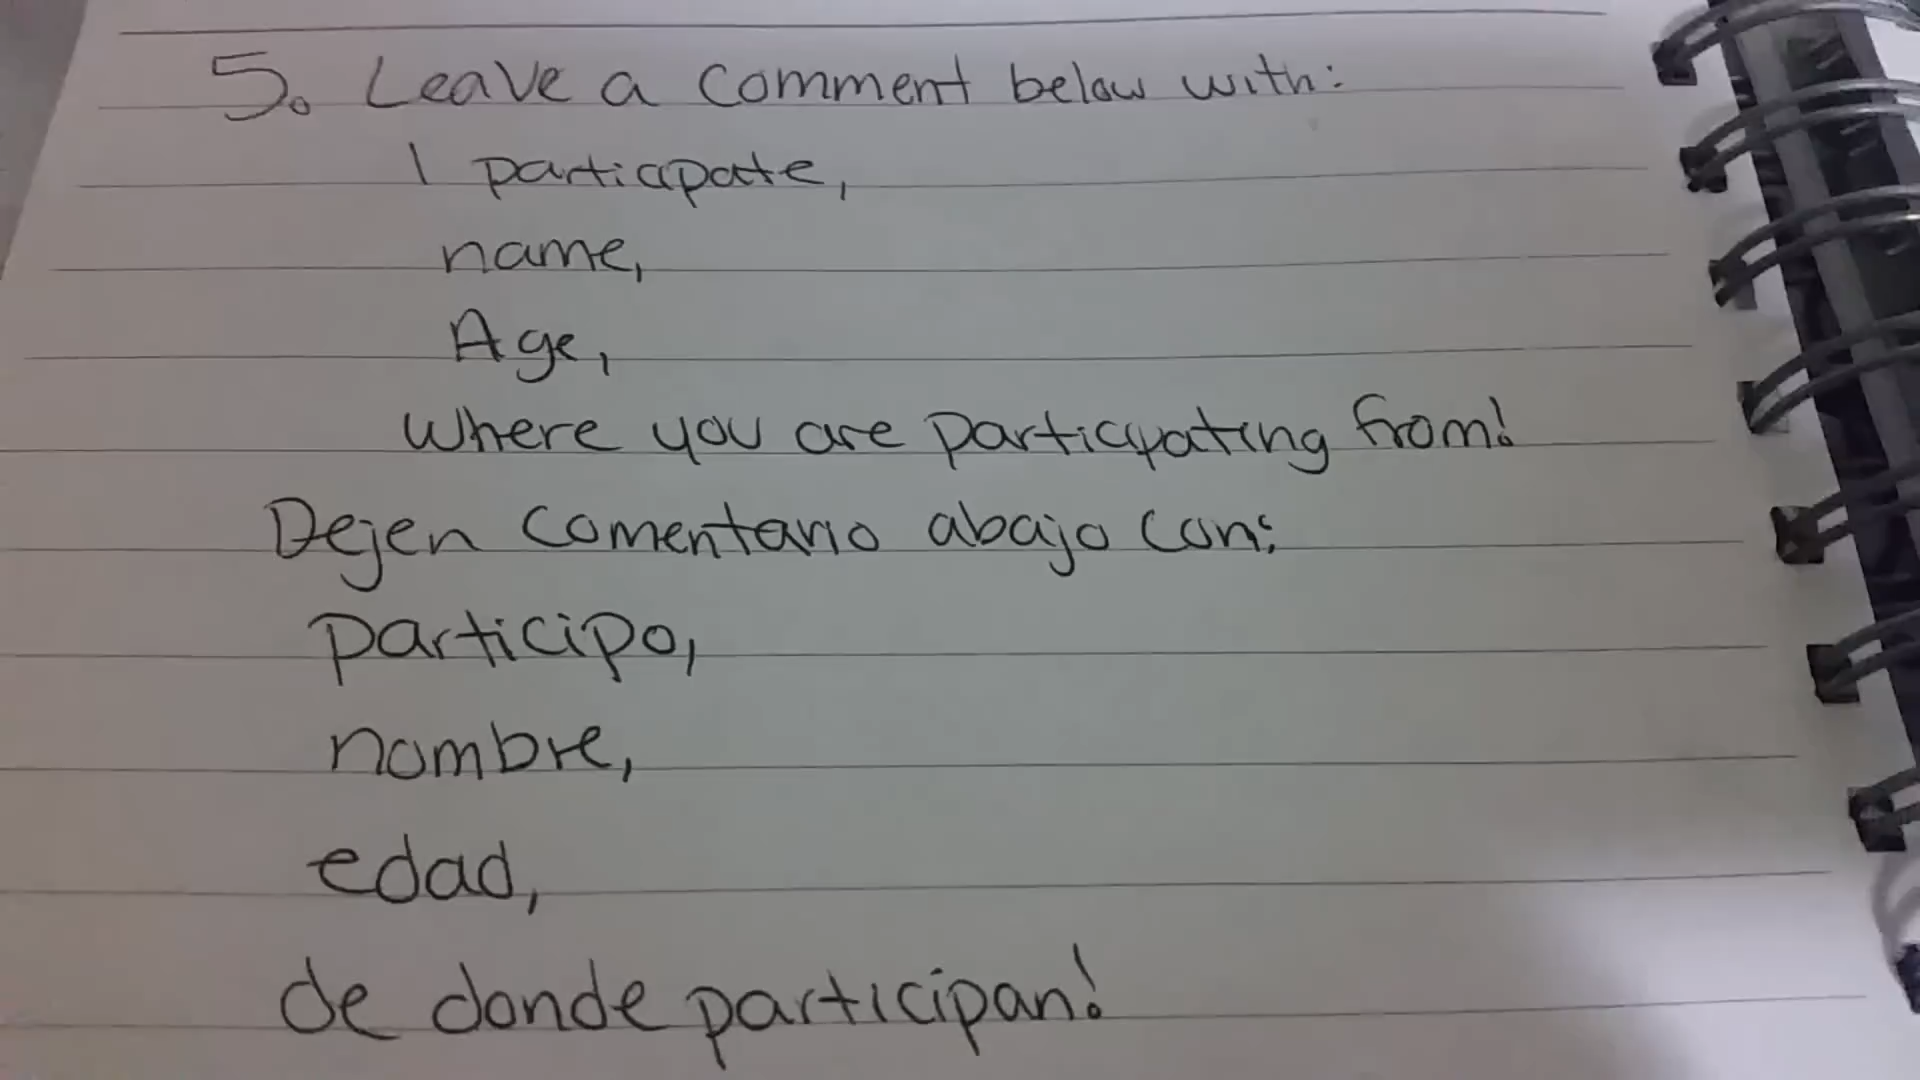 5. Leave a comment below with:
I participate,
name,
Age,
Where you are participating from!
Dejen comentario abajo con:
participo,
nombre,
edad,
de donde participan!